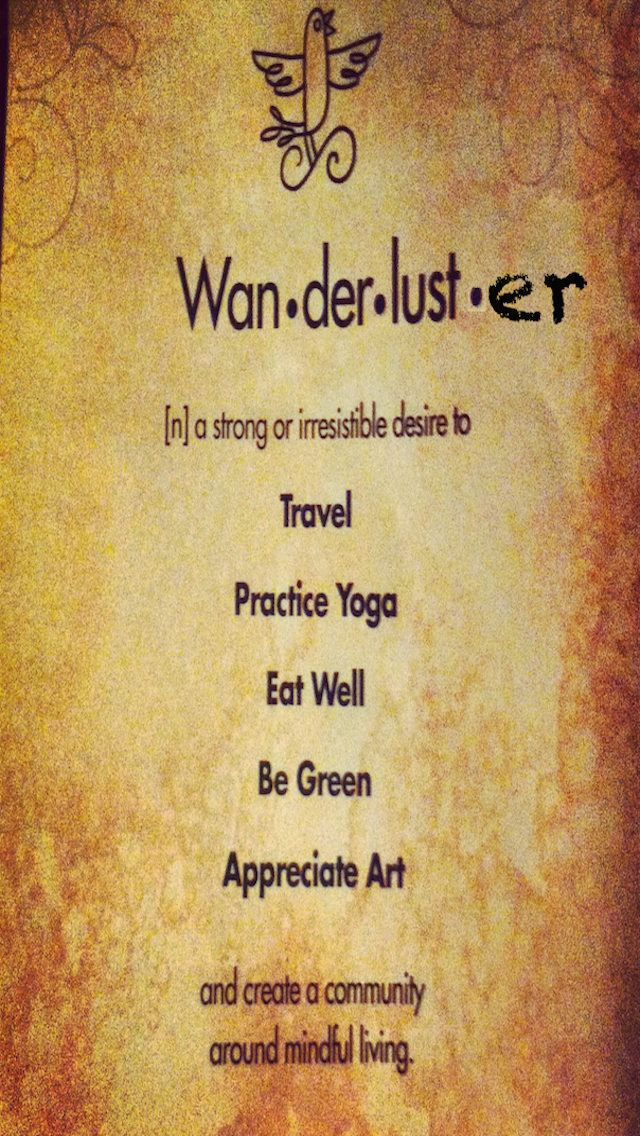 Wan•der•lust•er
[n] a strong or irresistible desire to
Travel
Practice Yoga
Eat Well
Be Green
Appreciate Art
and create a community
around mindful living.